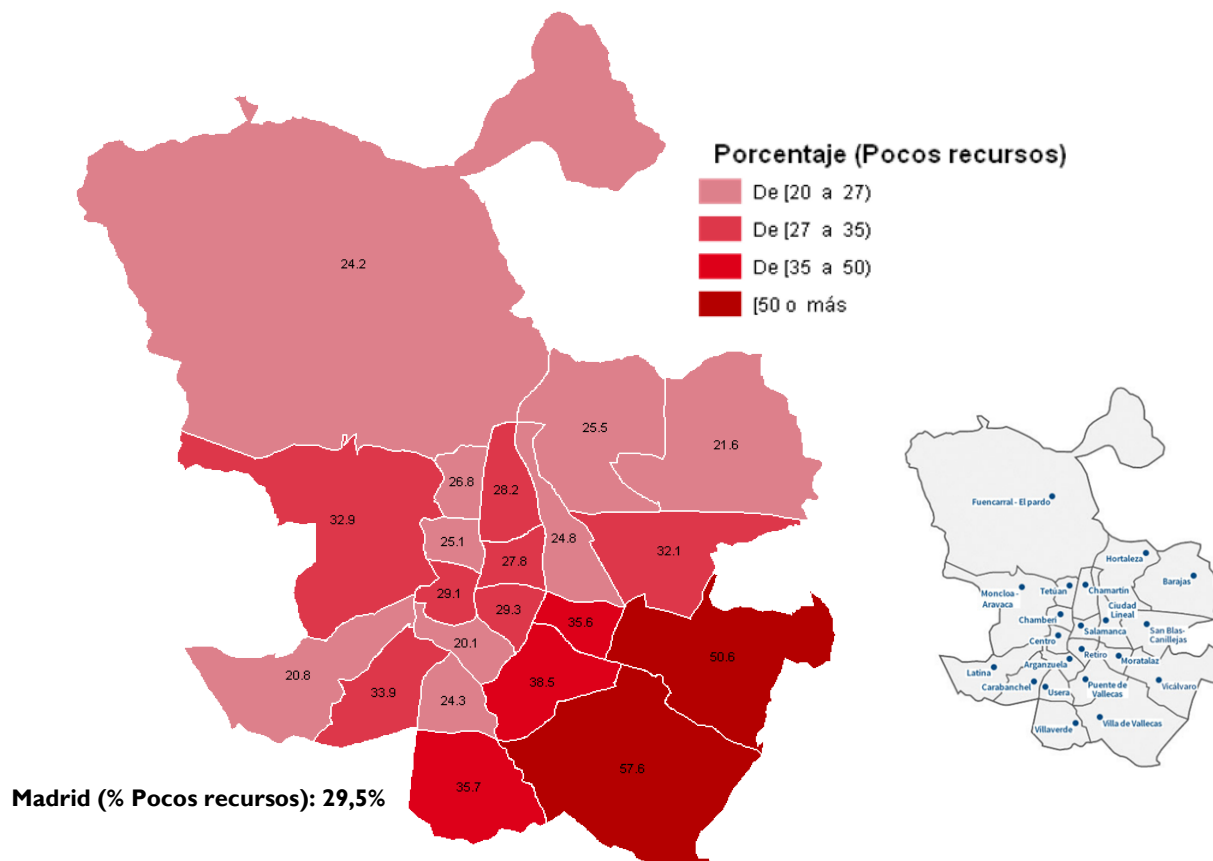 Porcentaje (Pocos recursos)
De [20 a 27)
De [27 a 35)
De [35 a 50)
[50 o más
24.2
25.5
21.6
26.8
28.2
32.9
25.1
27.8
24.8
32.1
29.1
29.3
35.6
20.1
50.6
20.8
33.9
24.3
38.5
57.6
35.7
Madrid (% Pocos recursos): 29,5%
Fuencarral - El pardo
Hortaleza
Barajas
Moncloa -
Aravaca
Tetúan
Chamartín
Ciudad
Lineal
Chamberí
Salamanca
San Blas-
Canillejas
Centro
Retiro
Arganzuela
Moratalaz
Latina
Carabanchel
Usera
Puente de
Vallecas
Vicálvaro
Villaverde
Villa de Vallecas